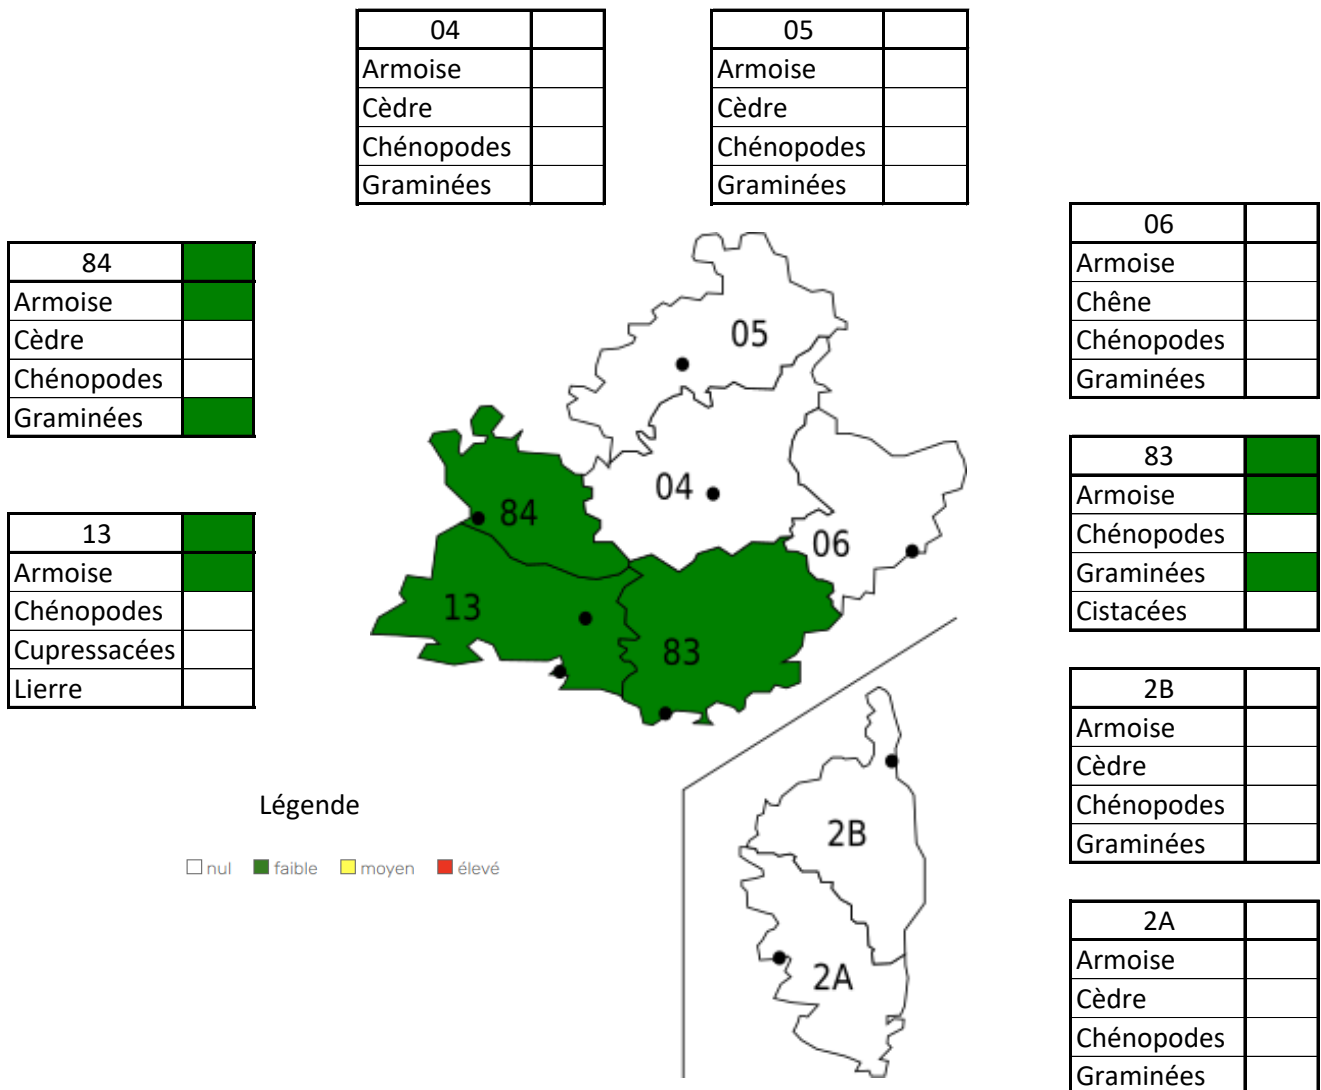 04
Armoise
Cèdre
Chénopodes
Graminées
05
Armoise
Cèdre
Chénopodes
Graminées
06
Armoise
Chêne
Chénopodes
Graminées
84
Armoise
Cèdre
Chénopodes
Graminées
83
Armoise
Chénopodes
Graminées
Cistacées
13
Armoise
Chénopodes
Cupressacées
Lierre
05
04
84
06
13
83
2B
2A
2B
Armoise
Cèdre
Chénopodes
Graminées
Légende
nul faible moyen élevé
2A
Armoise
Cèdre
Chénopodes
Graminées